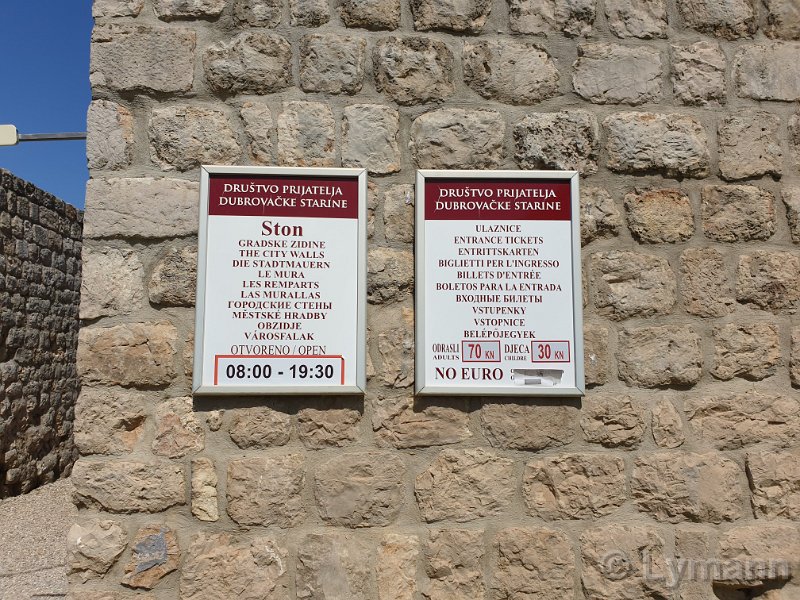 DRUŠTVO PRIJATELJA
DUBROVAČKE STARINE
Ston
GRADSKE ZIDINE
THE CITY WALLS
DIE STADTMAUERN
LE MURA
LES REMPARTS
LAS MURALLAS
ГОРОДСКИЕ СТЕНЫ
MĚSTSKÉ HRADBY
OBZIDJE
VÁROSFALAK
OTVORENO / OPEN
08:00 - 19:30
DRUŠTVO PRIJATELJA
DUBROVAČKE STARINE
ULAZNICE
ENTRANCE TICKETS
ENTRITTSKARTEN
BIGLIETTI PER L'INGRESSO
BILLETS D'ENTRÉE
BOLETOS PARA LA ENTRADA
ВХОДНЫЕ БИЛЕТЫ
VSTUPENKY
VSTOPNICE
BELÉPŐJEGYEK
ODRASLI 70 KN DJECA 30 KN
ADULTS CHILDRE
NO EURO
© Lymann